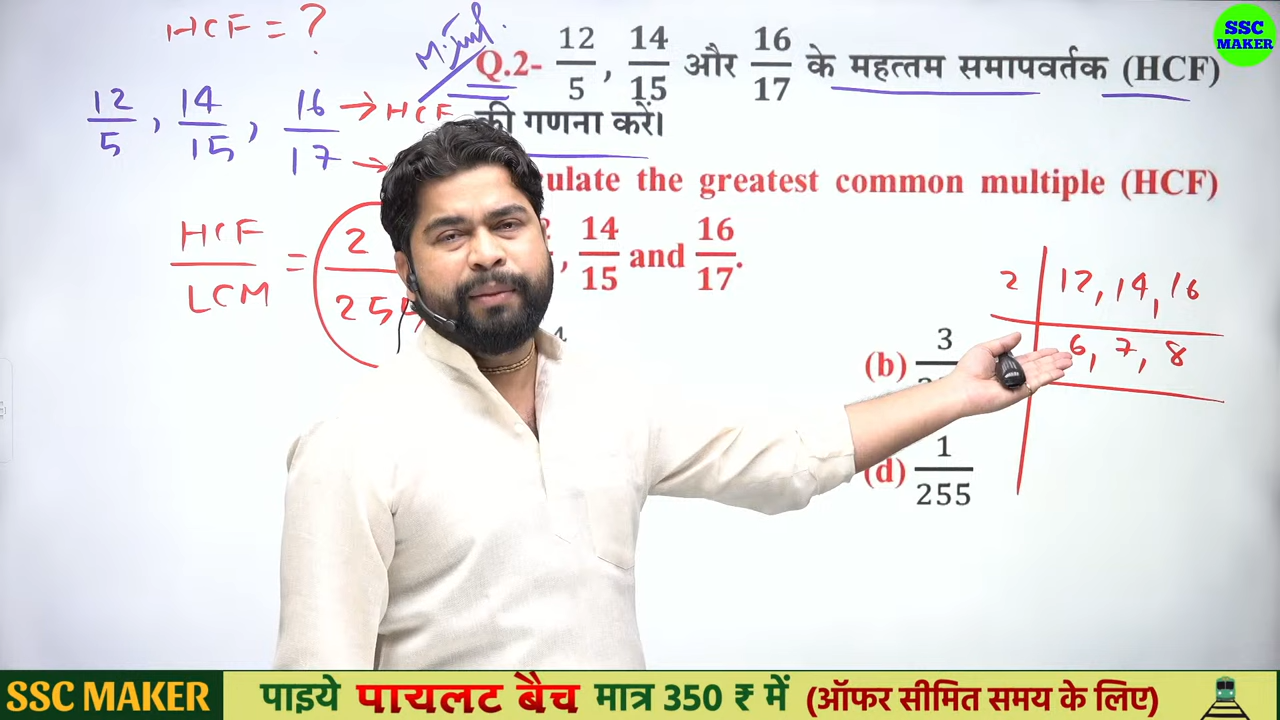 HCF = ?
M. Imp.
SSC
MAKER
Q.2- 12/5, 14/15 और 16/17 के महत्तम समापवर्तक (HCF)
की गणना करें।
12/5, 14/15, 16/17 → HCF
→
ulate the greatest common multiple (HCF)
, 14/15 and 16/17.
HCF/LCM = 2/255
2 | 12, 14, 16
6, 7, 8
(b) 3
(d) 1/255
SSC MAKER पाइये पायलट बैच मात्र 350 ₹ में (ऑफर सीमित समय के लिए)